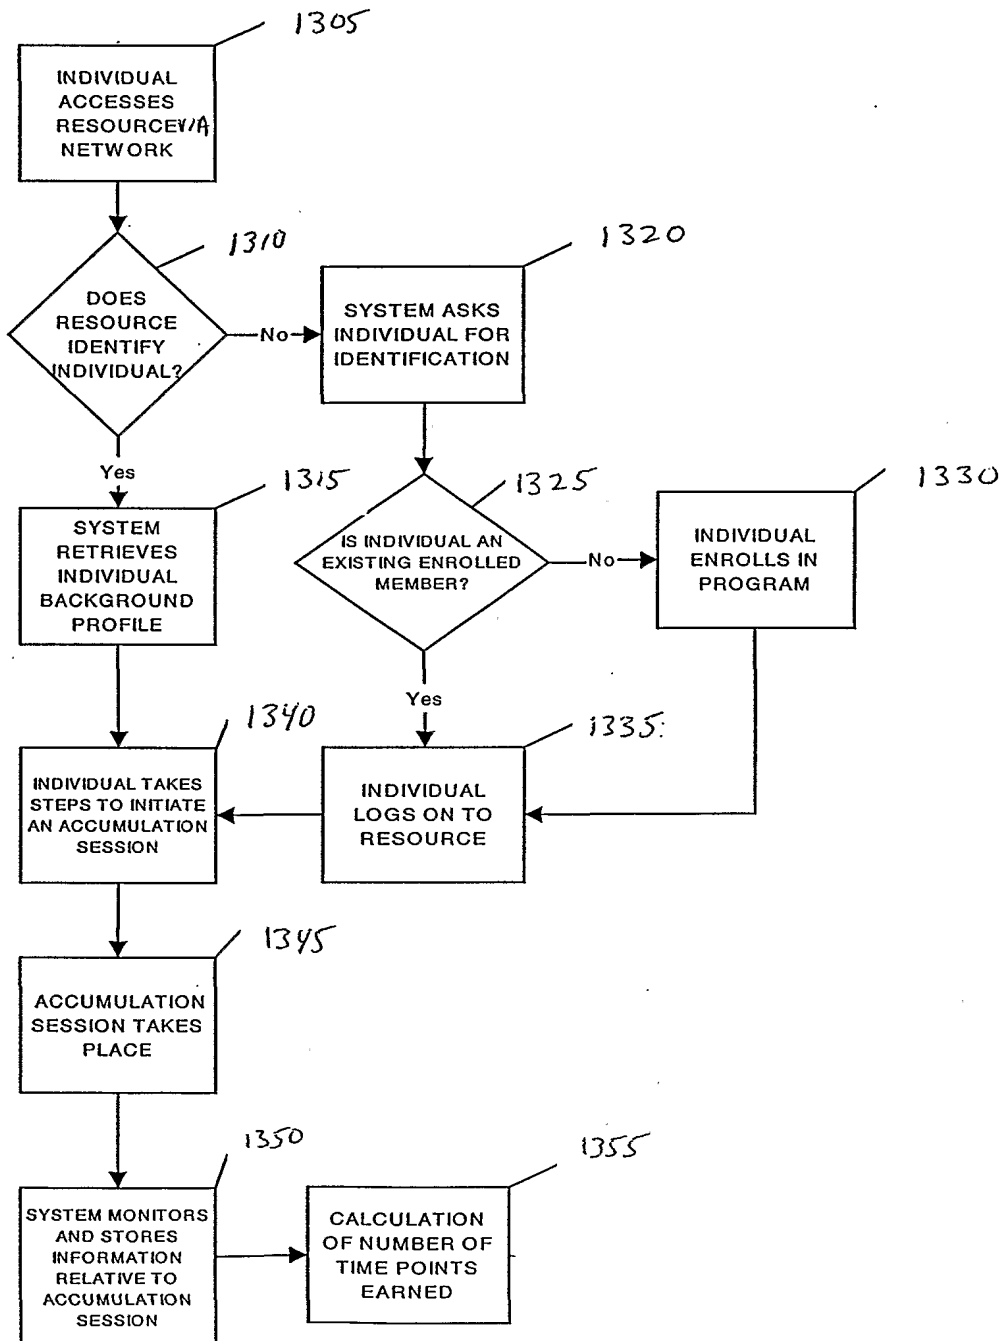 1305
INDIVIDUAL
ACCESSES
RESOURCE VIA
NETWORK
1310
DOES
RESOURCE
IDENTIFY
INDIVIDUAL?
No
1320
SYSTEM ASKS
INDIVIDUAL FOR
IDENTIFICATION
Yes
1315
SYSTEM
RETRIEVES
INDIVIDUAL
BACKGROUND
PROFILE
1325
IS INDIVIDUAL AN
EXISTING ENROLLED
MEMBER?
No
1330
INDIVIDUAL
ENROLLS IN
PROGRAM
Yes
1340
INDIVIDUAL TAKES
STEPS TO INITIATE
AN ACCUMULATION
SESSION
1335
INDIVIDUAL
LOGS ON TO
RESOURCE
1345
ACCUMULATION
SESSION TAKES
PLACE
1350
SYSTEM MONITORS
AND STORES
INFORMATION
RELATIVE TO
ACCUMULATION
SESSION
1355
CALCULATION
OF NUMBER OF
TIME POINTS
EARNED